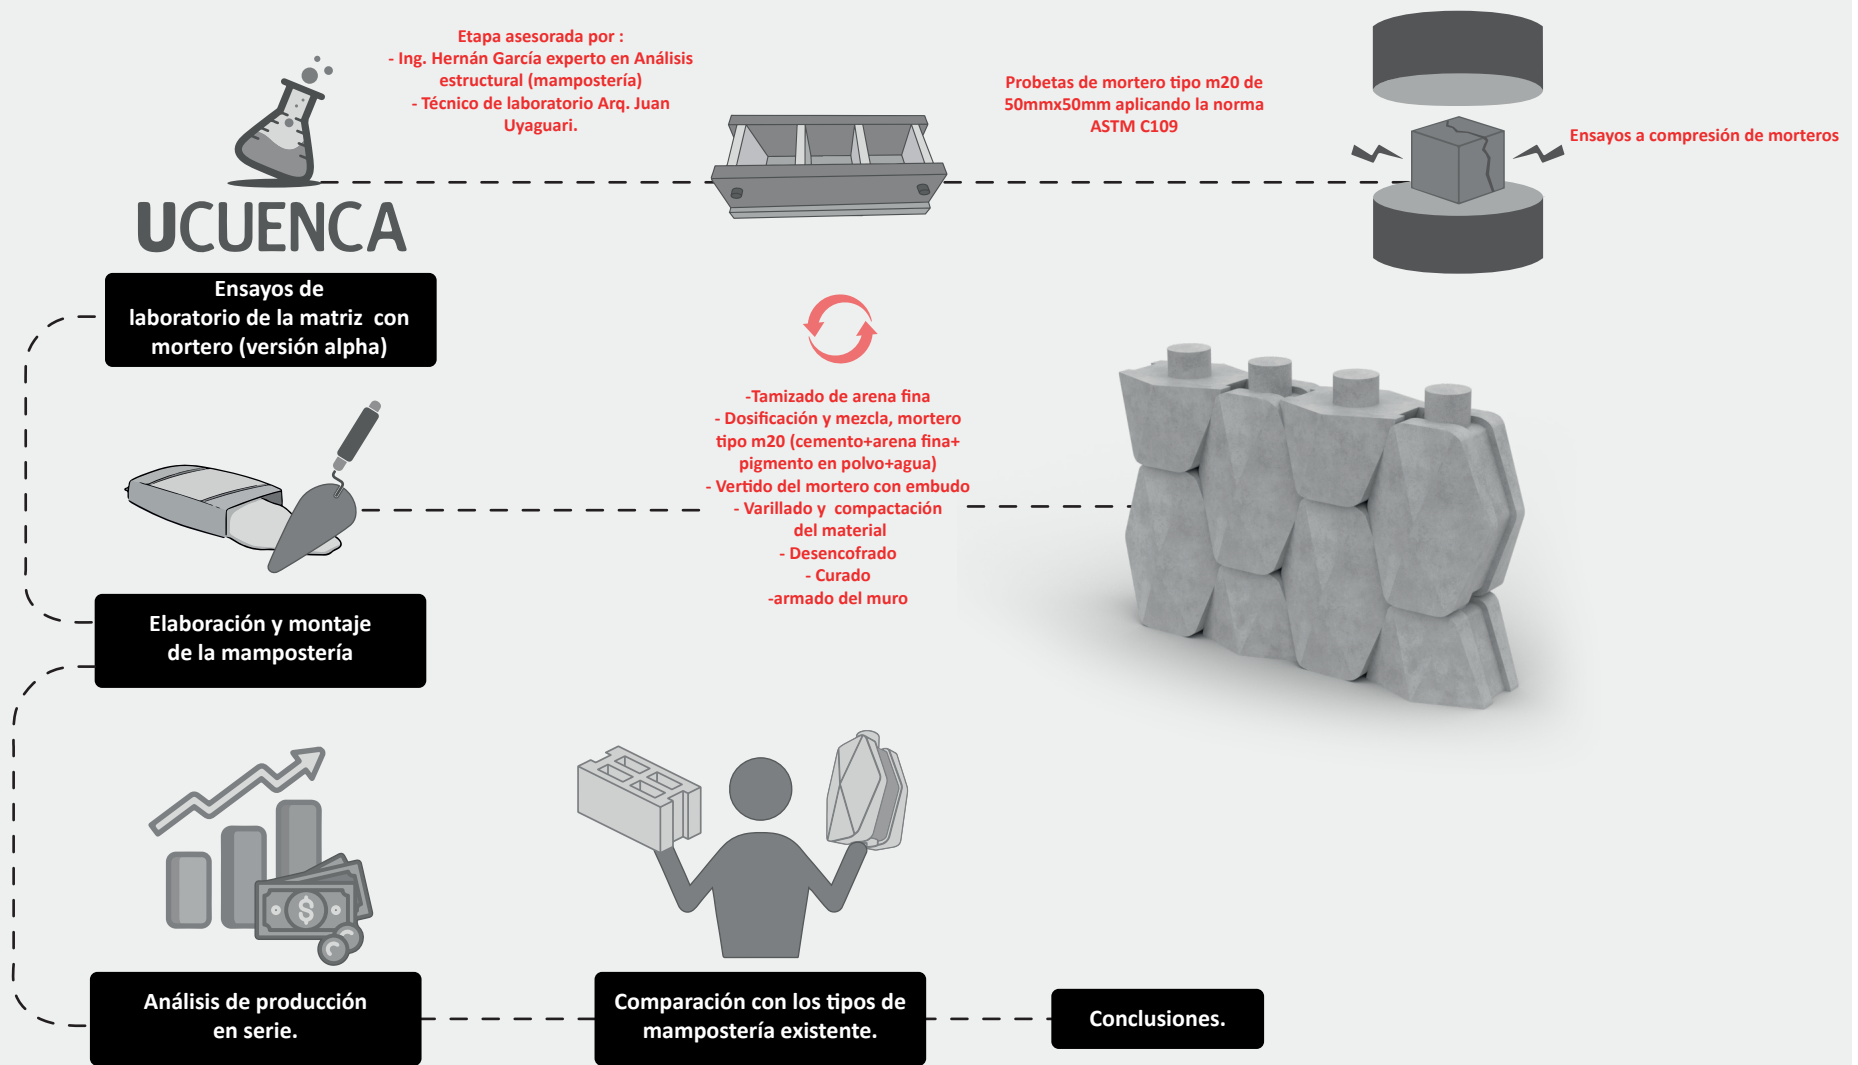 Etapa asesorada por :
- Ing. Hernán García experto en Análisis
estructural (mampostería)
- Técnico de laboratorio Arq. Juan
Uyaguari.
Probetas de mortero tipo m20 de
50mmx50mm aplicando la norma
ASTM C109
Ensayos a compresión de morteros
UCUENCA
Ensayos de
laboratorio de la matriz con
mortero (versión alpha)
-Tamizado de arena fina
- Dosificación y mezcla, mortero
tipo m20 (cemento+arena fina+
pigmento en polvo+agua)
- Vertido del mortero con embudo
- Varillado y compactación
del material
- Desencofrado
- Curado
-armado del muro
Elaboración y montaje
de la mampostería
$
Análisis de producción
en serie.
Comparación con los tipos de
mampostería existente.
Conclusiones.